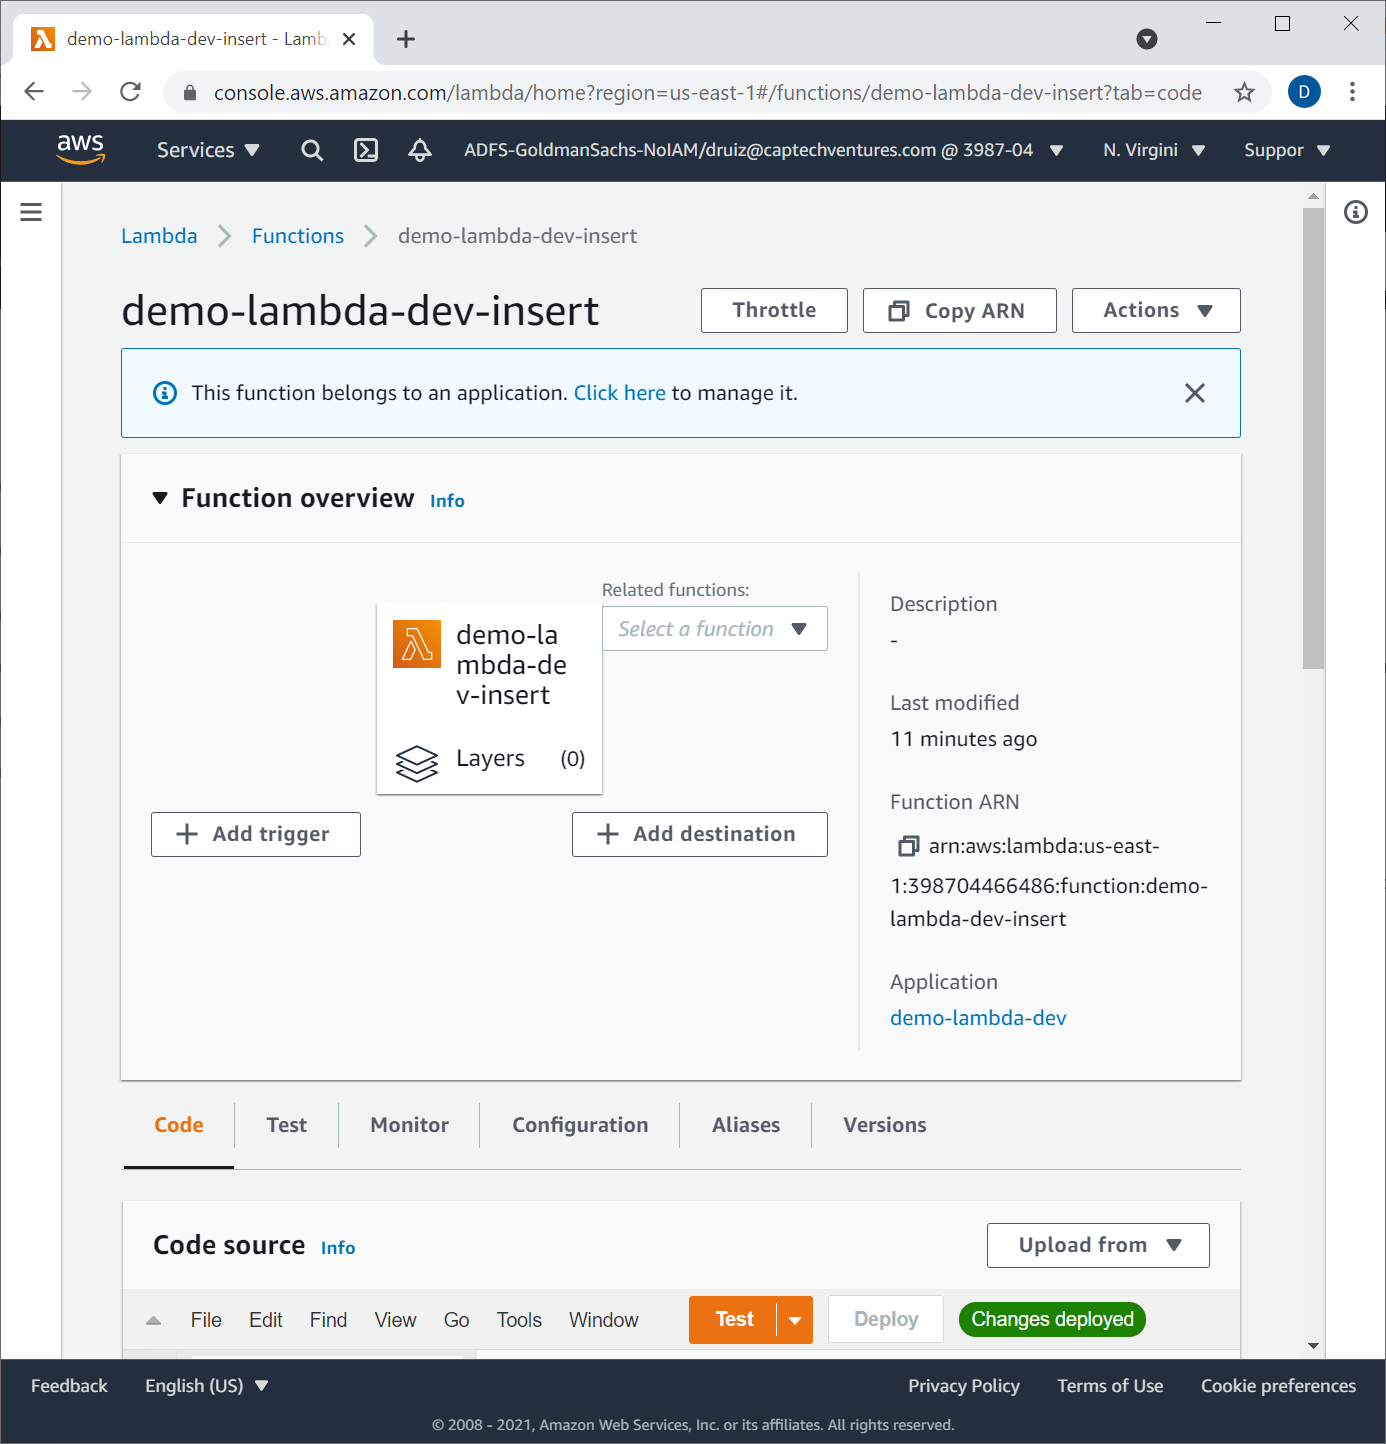 demo-lambda-dev-insert - Lamb
console.aws.amazon.com/lambda/home?region=us-east-1#/functions/demo-lambda-dev-insert?tab=code
D
aws
Services
ADFS-GoldmanSachs-NoIAM/druiz@captechventures.com @ 3987-04
N. Virgini
Suppor
Lambda
Functions
demo-lambda-dev-insert
demo-lambda-dev-insert
Throttle
Copy ARN
Actions
This function belongs to an application. Click here to manage it.
Function overview Info
Related functions:
Select a function
demo-la
mbda-de
v-insert
Layers (0)
Add trigger
Add destination
Description
-
Last modified
11 minutes ago
Function ARN
arn:aws:lambda:us-east-
1:398704466486:function:demo-
lambda-dev-insert
Application
demo-lambda-dev
Code
Test
Monitor
Configuration
Aliases
Versions
Code source Info
Upload from
File
Edit
Find
View
Go
Tools
Window
Test
Deploy
Changes deployed
Feedback
English (US)
Privacy Policy
Terms of Use
Cookie preferences
© 2008 - 2021, Amazon Web Services, Inc. or its affiliates. All rights reserved.